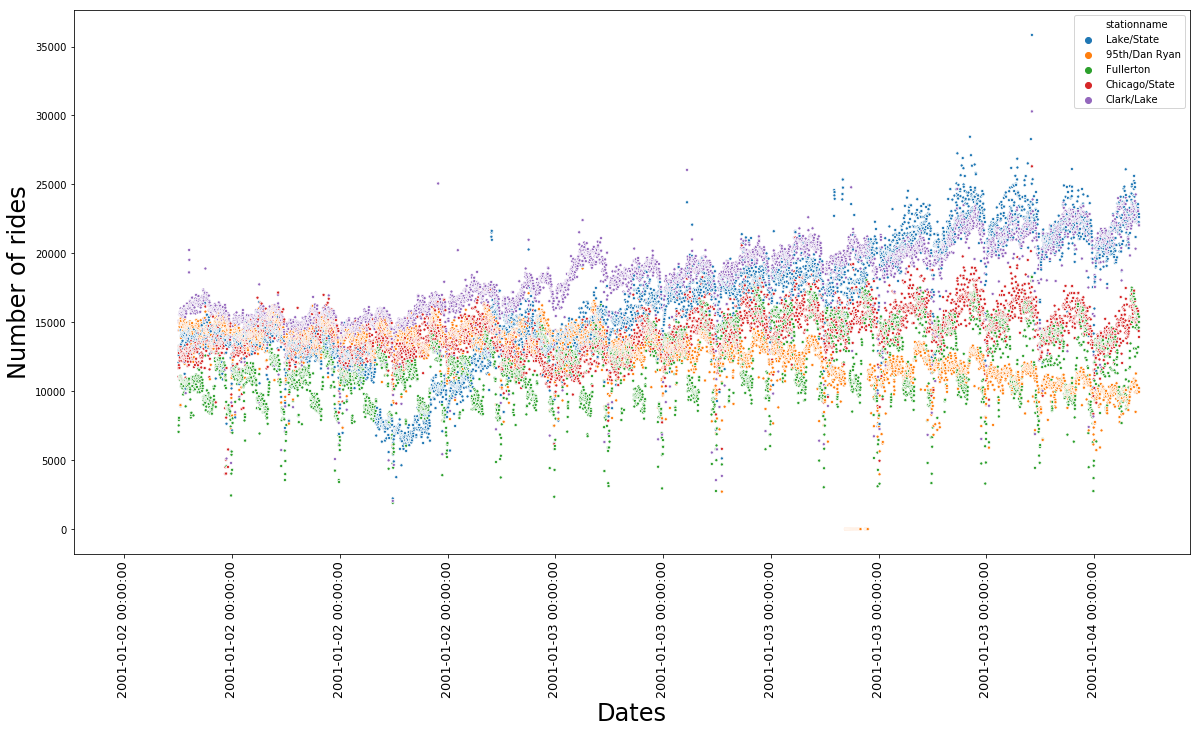 stationname
Lake/State
95th/Dan Ryan
Fullerton
Chicago/State
Clark/Lake
Number of rides
35000
30000
25000
20000
15000
10000
5000
0
2001-01-02 00:00:00
2001-01-02 00:00:00
2001-01-02 00:00:00
2001-01-02 00:00:00
2001-01-03 00:00:00
2001-01-03 00:00:00
2001-01-03 00:00:00
2001-01-03 00:00:00
2001-01-03 00:00:00
2001-01-04 00:00:00
Dates